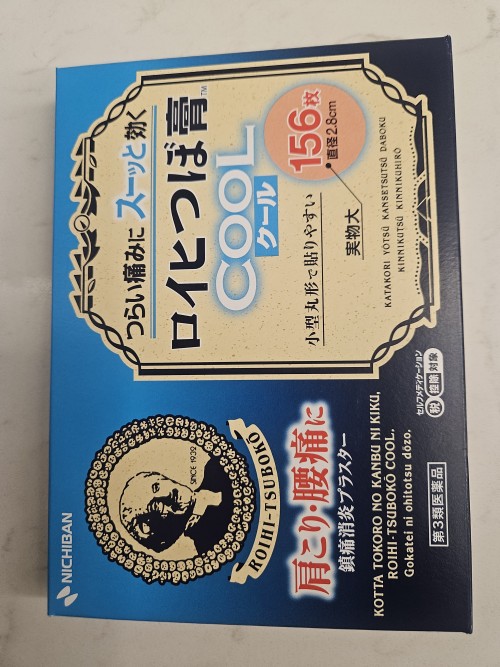 NICHIBAN
SINCE 1939
ROIHI-TSUBOKO
つらい痛みに スーッと効く
ロイヒつぼ膏™
COOL
クール
小型丸形で貼りやすい
156枚
直径2.8cm
実物大
KATAKORI YŌTSŪ KANSETSUTSŪ DABOKU
KINNIKUTSŪ KINNIKUHIRŌ
肩こり・腰痛に
鎮痛消炎プラスター
KOTTA TOKORO NO KANBU NI KIKU,
ROIHI-TSUBOKŌ COOL.
Gokatei ni ohitotsu dōzo.
セルフメディケーション
税 控除 対象
第3類医薬品